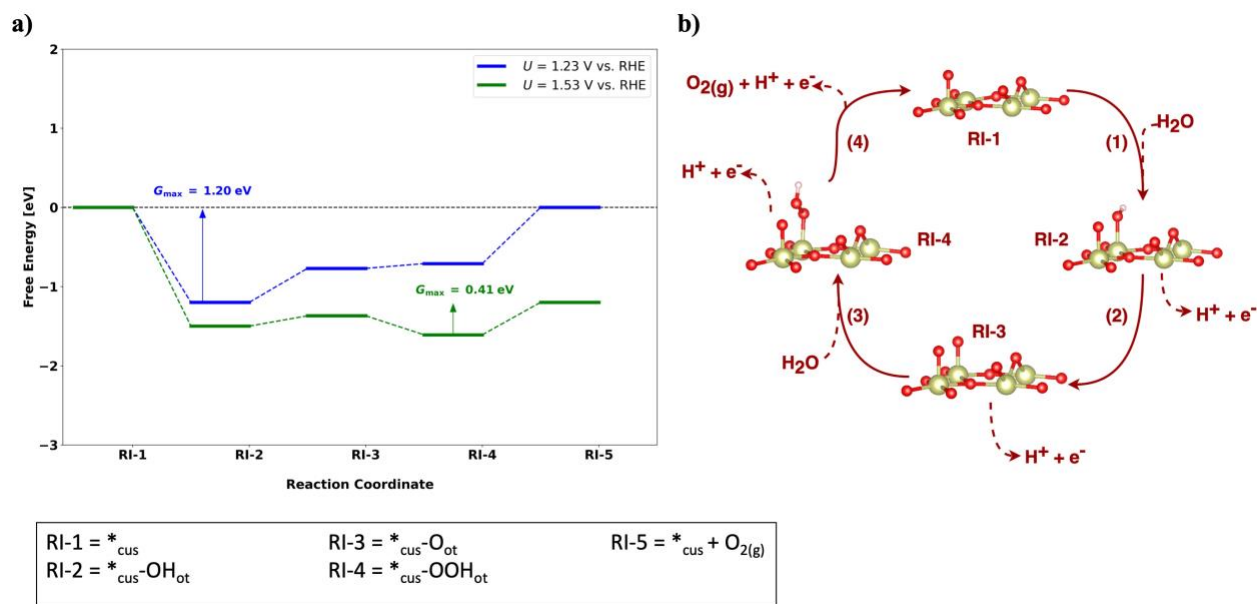 a)
b)
2
1
0
−1
−2
−3
Free Energy [eV]
U = 1.23 V vs. RHE
U = 1.53 V vs. RHE
G_max = 1.20 eV
G_max = 0.41 eV
RI-1 RI-2 RI-3 RI-4 RI-5
Reaction Coordinate
O2(g) + H+ + e-
RI-1
(4)
(1)
H2O
H+ + e-
RI-4
RI-2
(3)
(2)
H+ + e-
RI-3
H2O
H+ + e-
RI-1 = *cus RI-3 = *cus-Oot RI-5 = *cus + O2(g)
RI-2 = *cus-OHot RI-4 = *cus-OOHot